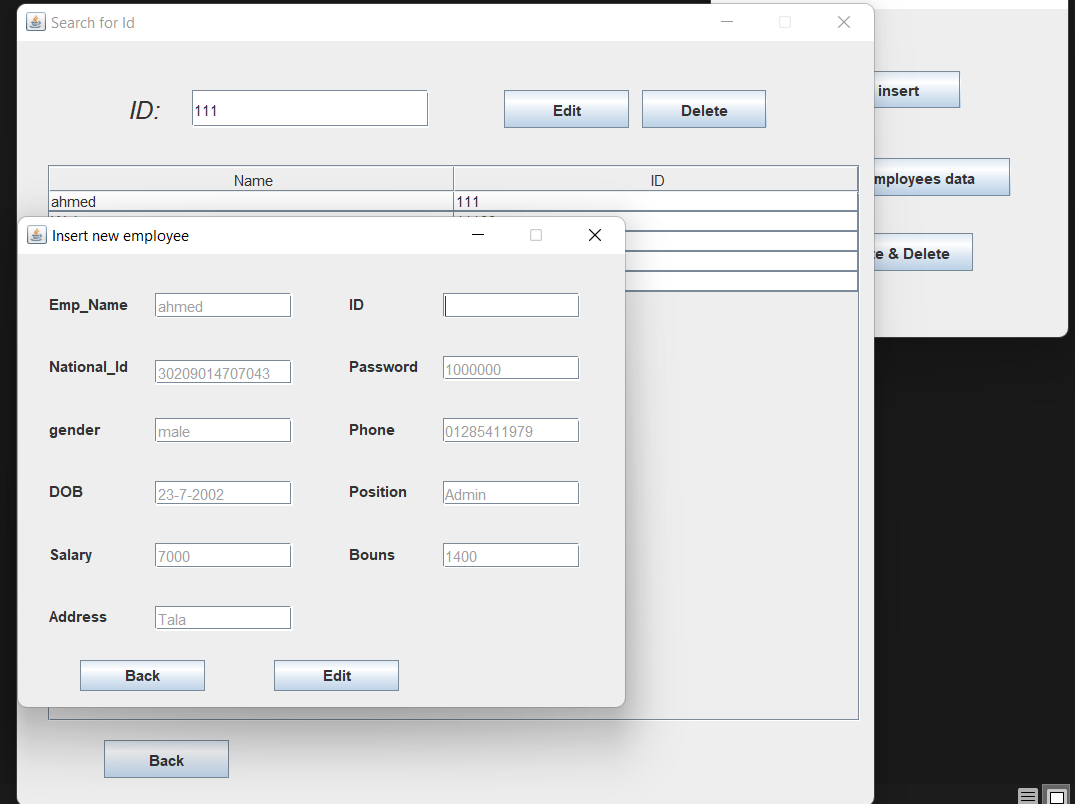 Search for Id
ID: 111 Edit Delete
insert
Name ID
ahmed 111
mployees data
e & Delete
Insert new employee
Emp_Name ahmed ID
National_Id 30209014707043 Password 1000000
gender male Phone 01285411979
DOB 23-7-2002 Position Admin
Salary 7000 Bouns 1400
Address Tala
Back Edit
Back